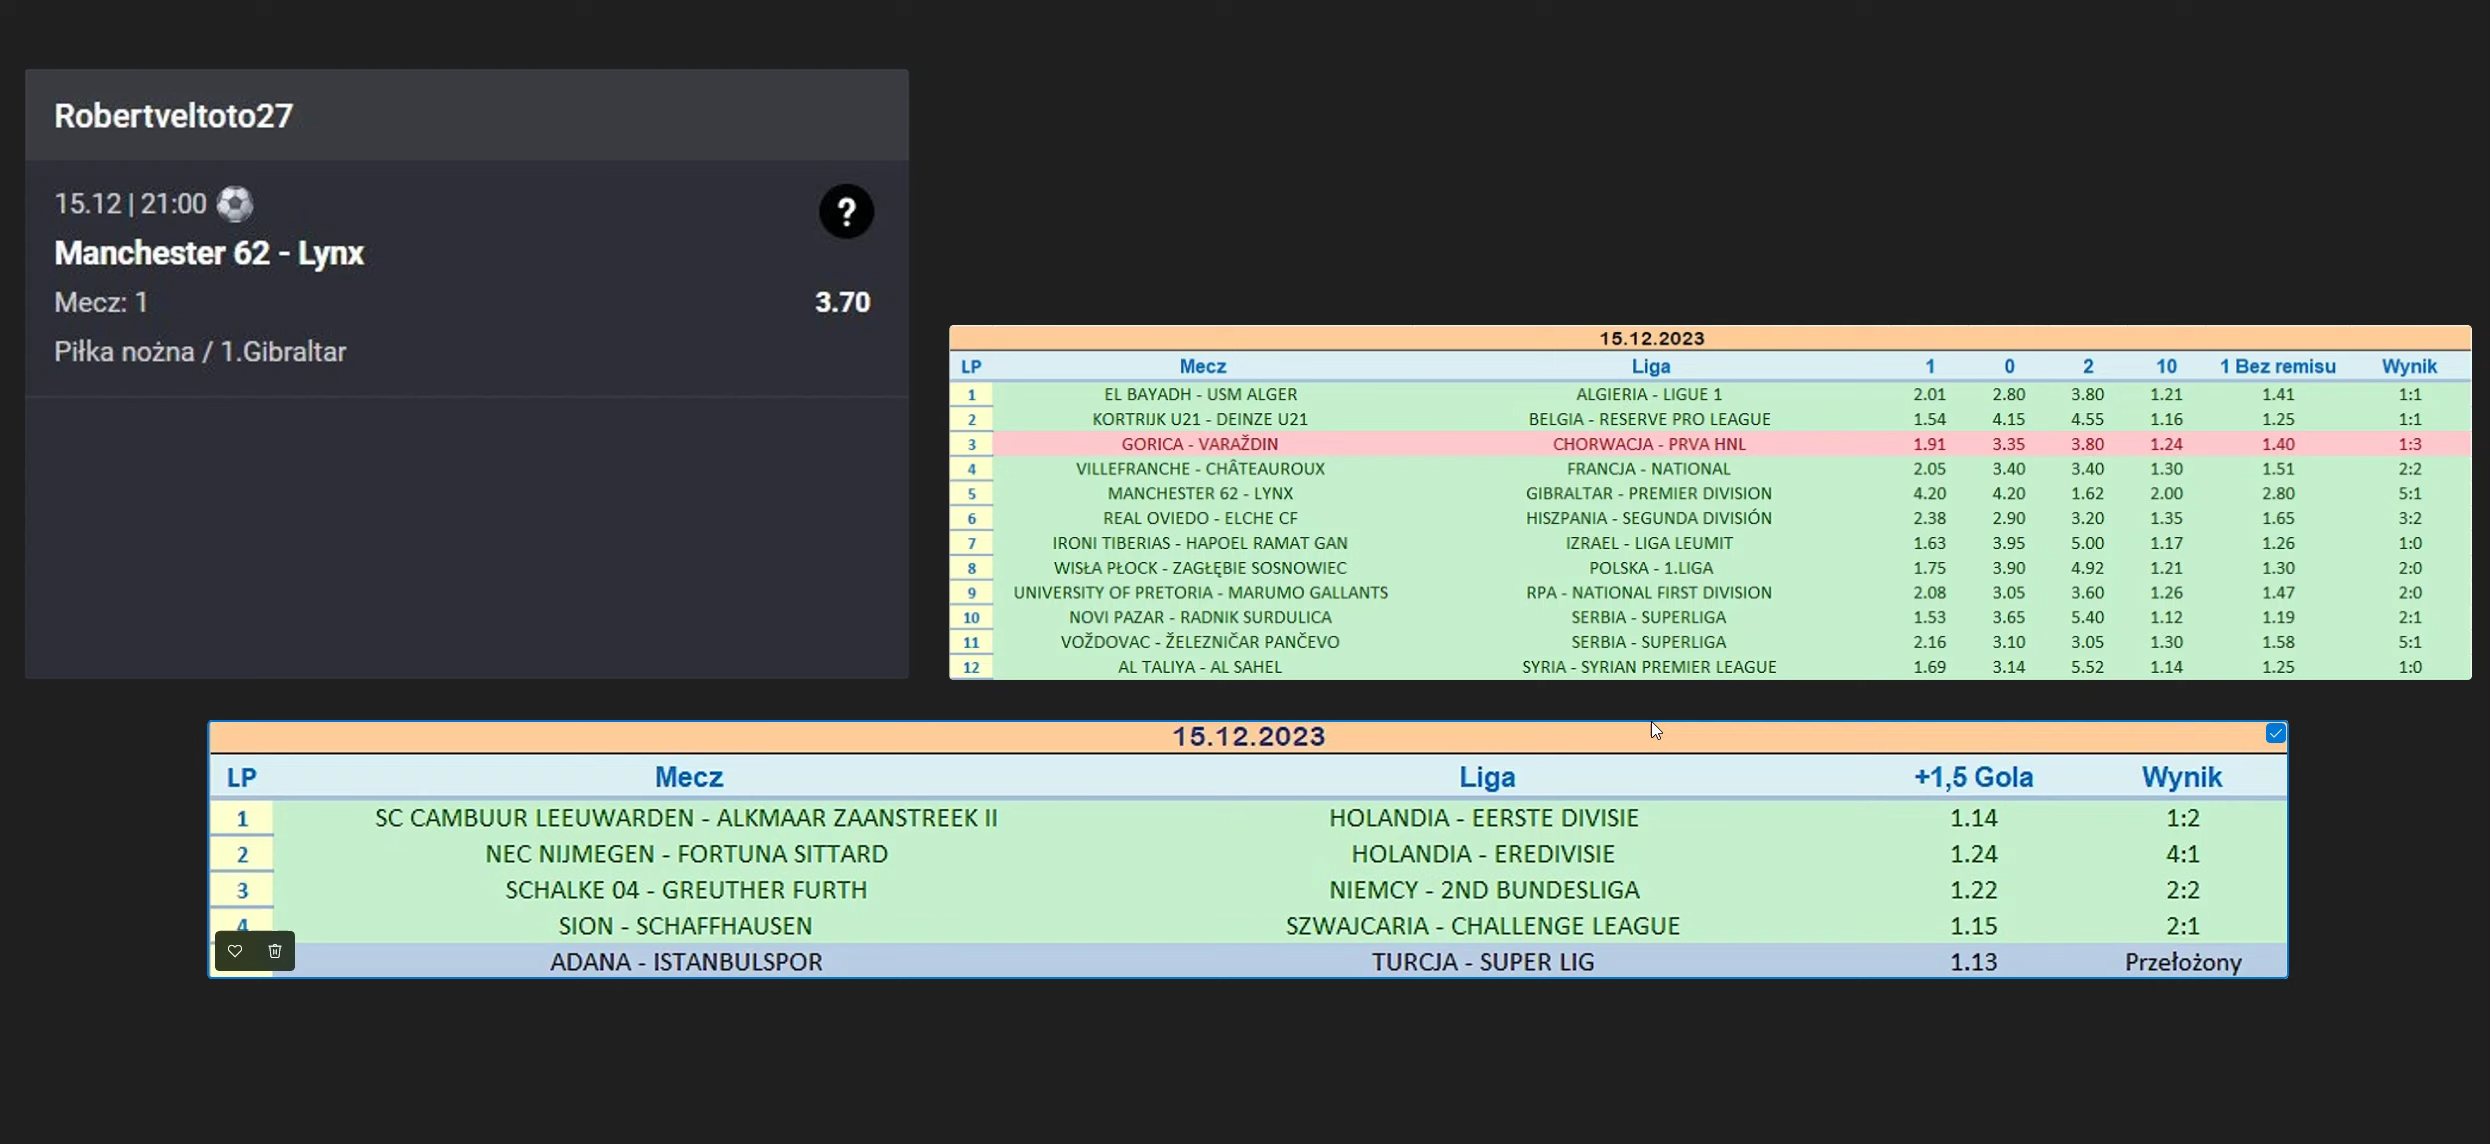 Robertveltoto27
15.12 | 21:00
?
Manchester 62 - Lynx
Mecz: 1 3.70
Piłka nożna / 1.Gibraltar
15.12.2023
LP Mecz Liga 1 0 2 10 1 Bez remisu Wynik
1 EL BAYADH - USM ALGER ALGIERIA - LIGUE 1 2.01 2.80 3.80 1.21 1.41 1:1
2 KORTRIJK U21 - DEINZE U21 BELGIA - RESERVE PRO LEAGUE 1.54 4.15 4.55 1.16 1.25 1:1
3 GORICA - VARAŽDIN CHORWACJA - PRVA HNL 1.91 3.35 3.80 1.24 1.40 1:3
4 VILLEFRANCHE - CHÂTEAUROUX FRANCJA - NATIONAL 2.05 3.40 3.40 1.30 1.51 2:2
5 MANCHESTER 62 - LYNX GIBRALTAR - PREMIER DIVISION 4.20 4.20 1.62 2.00 2.80 5:1
6 REAL OVIEDO - ELCHE CF HISZPANIA - SEGUNDA DIVISIÓN 2.38 2.90 3.20 1.35 1.65 3:2
7 IRONI TIBERIAS - HAPOEL RAMAT GAN IZRAEL - LIGA LEUMIT 1.63 3.95 5.00 1.17 1.26 1:0
8 WISŁA PŁOCK - ZAGŁĘBIE SOSNOWIEC POLSKA - 1.LIGA 1.75 3.90 4.92 1.21 1.30 2:0
9 UNIVERSITY OF PRETORIA - MARUMO GALLANTS RPA - NATIONAL FIRST DIVISION 2.08 3.05 3.60 1.26 1.47 2:0
10 NOVI PAZAR - RADNIK SURDULICA SERBIA - SUPERLIGA 1.53 3.65 5.40 1.12 1.19 2:1
11 VOŽDOVAC - ŽELEZNIČAR PANČEVO SERBIA - SUPERLIGA 2.16 3.10 3.05 1.30 1.58 5:1
12 AL TALIYA - AL SAHEL SYRIA - SYRIAN PREMIER LEAGUE 1.69 3.14 5.52 1.14 1.25 1:0
15.12.2023
LP Mecz Liga +1,5 Gola Wynik
1 SC CAMBUUR LEEUWARDEN - ALKMAAR ZAANSTREEK II HOLANDIA - EERSTE DIVISIE 1.14 1:2
2 NEC NIJMEGEN - FORTUNA SITTARD HOLANDIA - EREDIVISIE 1.24 4:1
3 SCHALKE 04 - GREUTHER FURTH NIEMCY - 2ND BUNDESLIGA 1.22 2:2
4 SION - SCHAFFHAUSEN SZWAJCARIA - CHALLENGE LEAGUE 1.15 2:1
ADANA - ISTANBULSPOR TURCJA - SUPER LIG 1.13 Przełożony